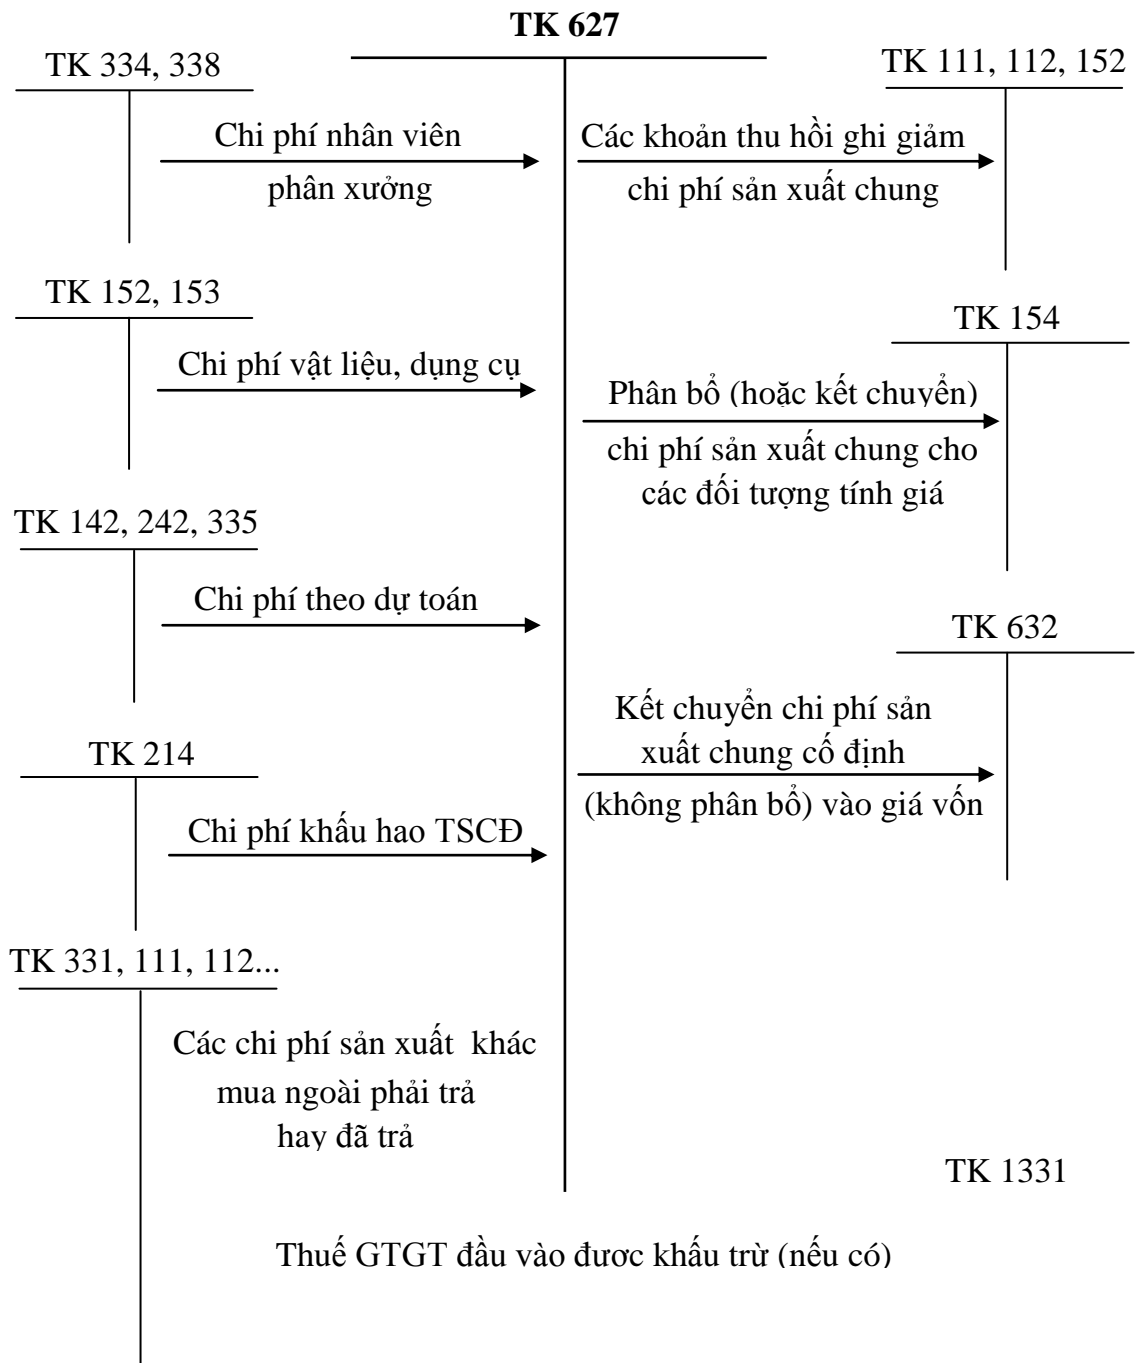 TK 627
TK 334, 338
TK 111, 112, 152
Chi phí nhân viên
phân xưởng
Các khoản thu hồi ghi giảm
chi phí sản xuất chung
TK 152, 153
TK 154
Chi phí vật liệu, dụng cụ
Phân bổ (hoặc kết chuyển)
chi phí sản xuất chung cho
các đối tượng tính giá
TK 142, 242, 335
Chi phí theo dự toán
TK 632
Kết chuyển chi phí sản
xuất chung cố định
(không phân bổ) vào giá vốn
TK 214
Chi phí khấu hao TSCĐ
TK 331, 111, 112...
Các chi phí sản xuất khác
mua ngoài phải trả
hay đã trả
TK 1331
Thuế GTGT đầu vào được khấu trừ (nếu có)